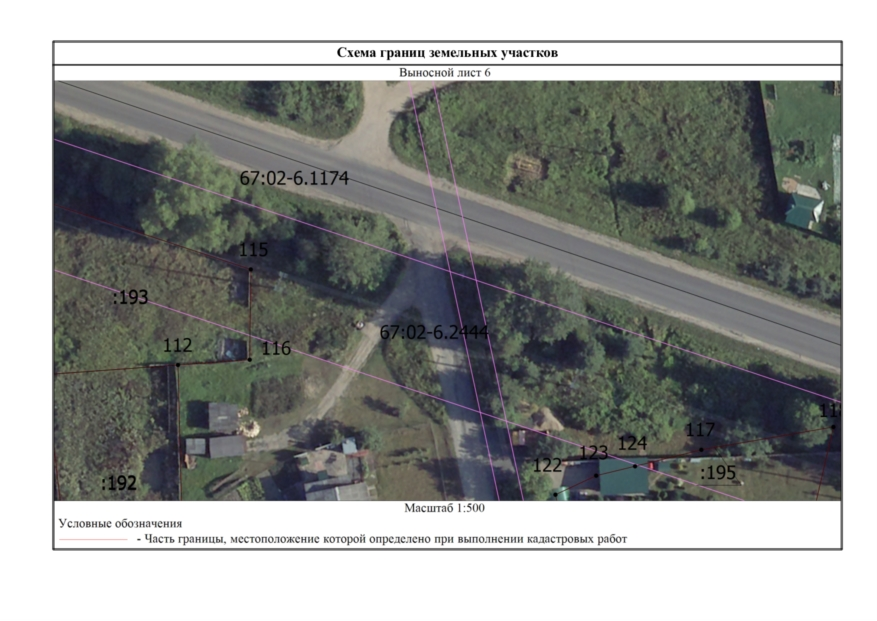 Схема границ земельных участков
Выносной лист 6
67:02-6.1174
115
:193
67:02-6.2444
112
116
117
124
123
122
:195
:192
Масштаб 1:500
Условные обозначения
- Часть границы, местоположение которой определено при выполнении кадастровых работ